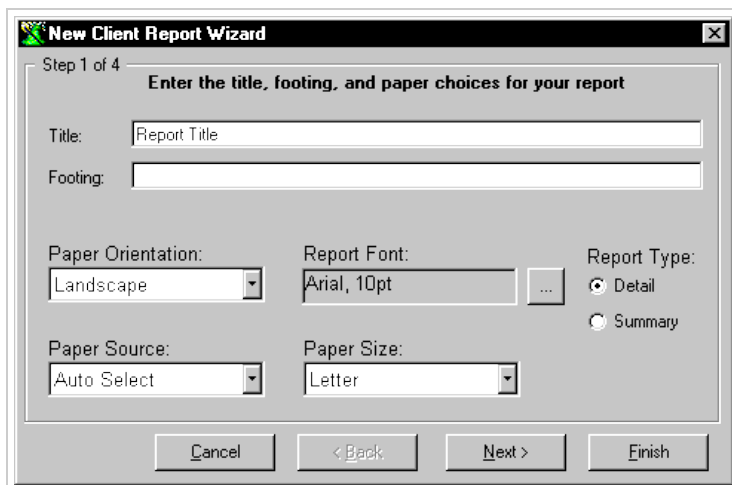 New Client Report Wizard
Step 1 of 4
Enter the title, footing, and paper choices for your report
Title: Report Title
Footing:
Paper Orientation: Report Font: Report Type:
Landscape Arial, 10pt ... Detail
Summary
Paper Source: Paper Size:
Auto Select Letter
Cancel < Back Next > Finish